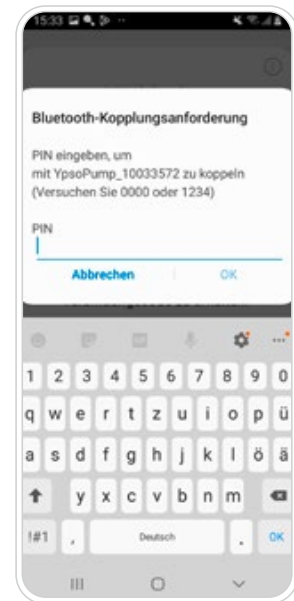 15:33
Bluetooth-Kopplungsanforderung
PIN eingeben, um
mit YpsoPump_10033572 zu koppeln
(Versuchen Sie 0000 oder 1234)
PIN
Abbrechen OK
1 2 3 4 5 6 7 8 9 0
q w e r t z u i o p ü
a s d f g h j k l ö ä
y x c v b n m
!#1 , Deutsch . OK